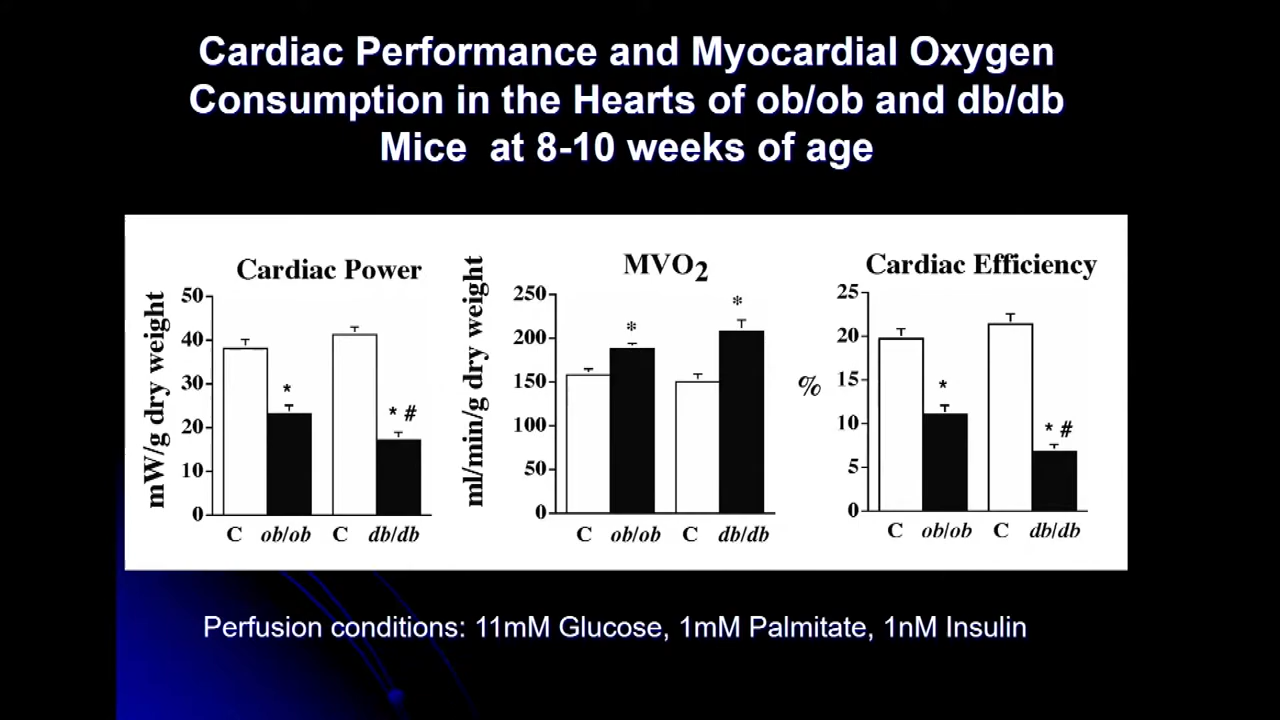 Cardiac Performance and Myocardial Oxygen
Consumption in the Hearts of ob/ob and db/db
Mice at 8-10 weeks of age
Cardiac Power
mW/g dry weight
50
40
30
20
10
0
*
* #
C ob/ob C db/db
MVO2
ml/min/g dry weight
250
200
150
100
50
0
*
*
C ob/ob C db/db
Cardiac Efficiency
%
25
20
15
10
5
0
*
* #
C ob/ob C db/db
Perfusion conditions: 11mM Glucose, 1mM Palmitate, 1nM Insulin